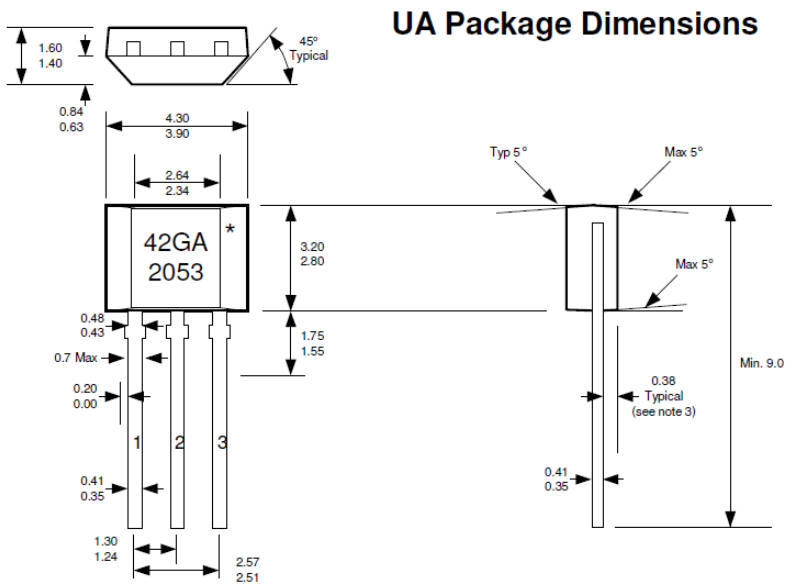 UA Package Dimensions
1.60
1.40
45°
Typical
0.84
0.63
4.30
3.90
2.64
2.34
Typ 5°
Max 5°
42GA *
2053
3.20
2.80
Max 5°
0.48
0.43
1.75
1.55
0.7 Max
Min. 9.0
0.20
0.00
0.38
Typical
(see note 3)
1 2 3
0.41
0.35
0.41
0.35
1.30
1.24
2.57
2.51